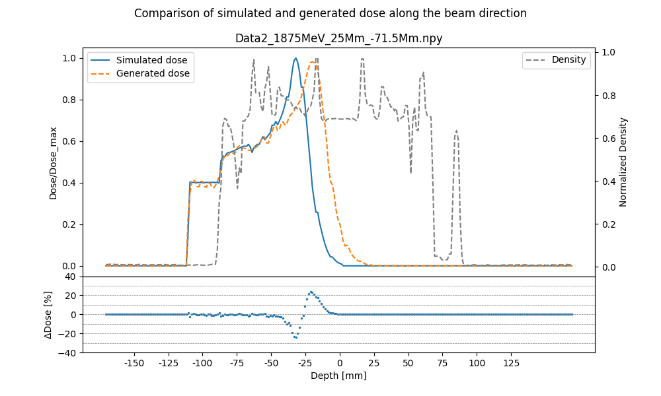 Comparison of simulated and generated dose along the beam direction
Data2_1875MeV_25Mm_-71.5Mm.npy
Simulated dose
Generated dose
Density
1.0
0.8
0.6
0.4
0.2
0.0
Dose/Dose_max
1.0
0.8
0.6
0.4
0.2
0.0
Normalized Density
40
20
0
−20
−40
ΔDose [%]
-150 -125 -100 -75 -50 -25 0 25 50 75 100 125
Depth [mm]